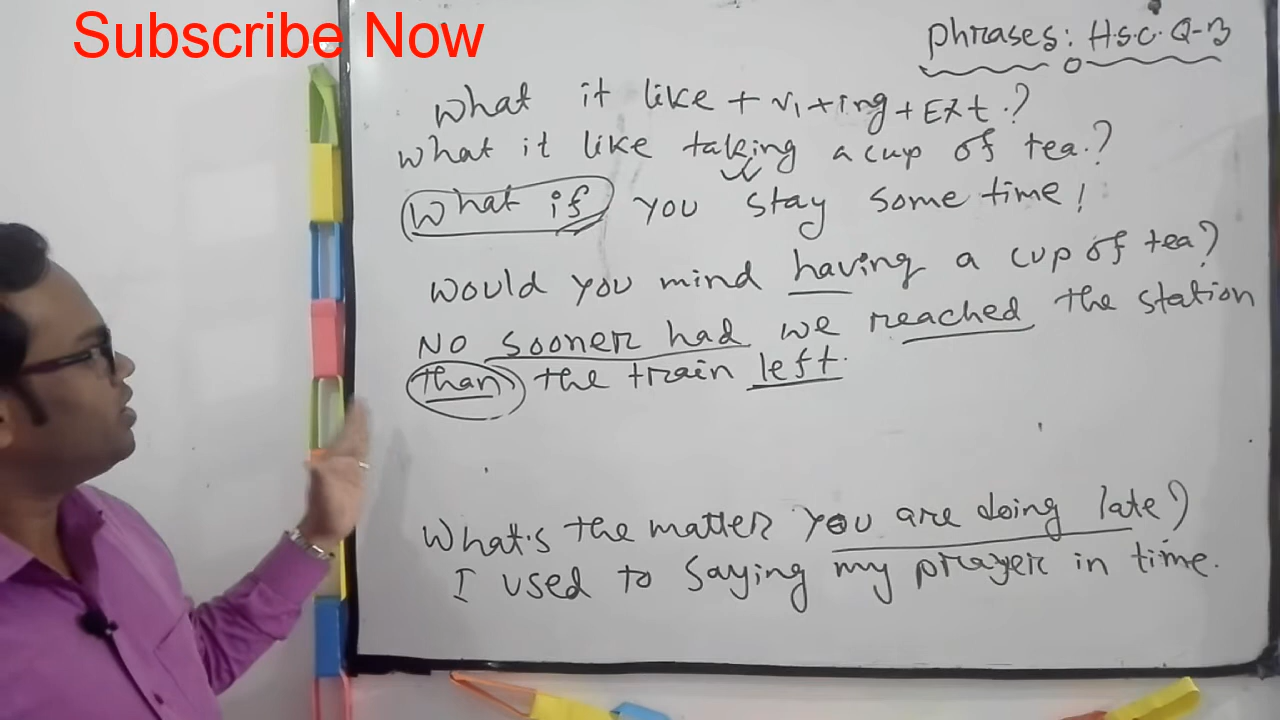 Subscribe Now
Phrases: H.S.C. Q-B
What it like + V1 + ing + Ext.?
What it like taking a cup of tea.?
What if you stay some time!
Would you mind having a cup of tea?
No sooner had we reached the station
than the train left.
What's the matter you are doing late?
I used to saying my prayer in time.